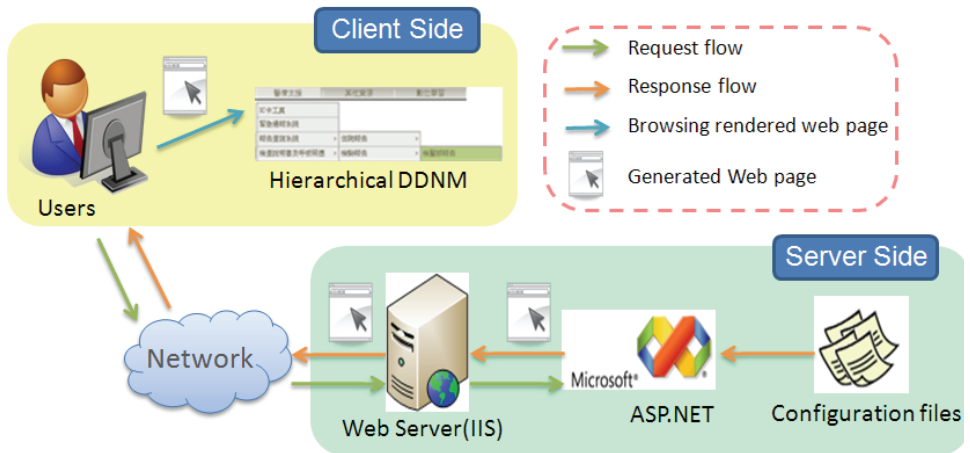 Client Side
Request flow
Response flow
Browsing rendered web page
Generated Web page
Hierarchical DDNM
Users
Server Side
Network
Microsoft®
Web Server(IIS)
ASP.NET
Configuration files